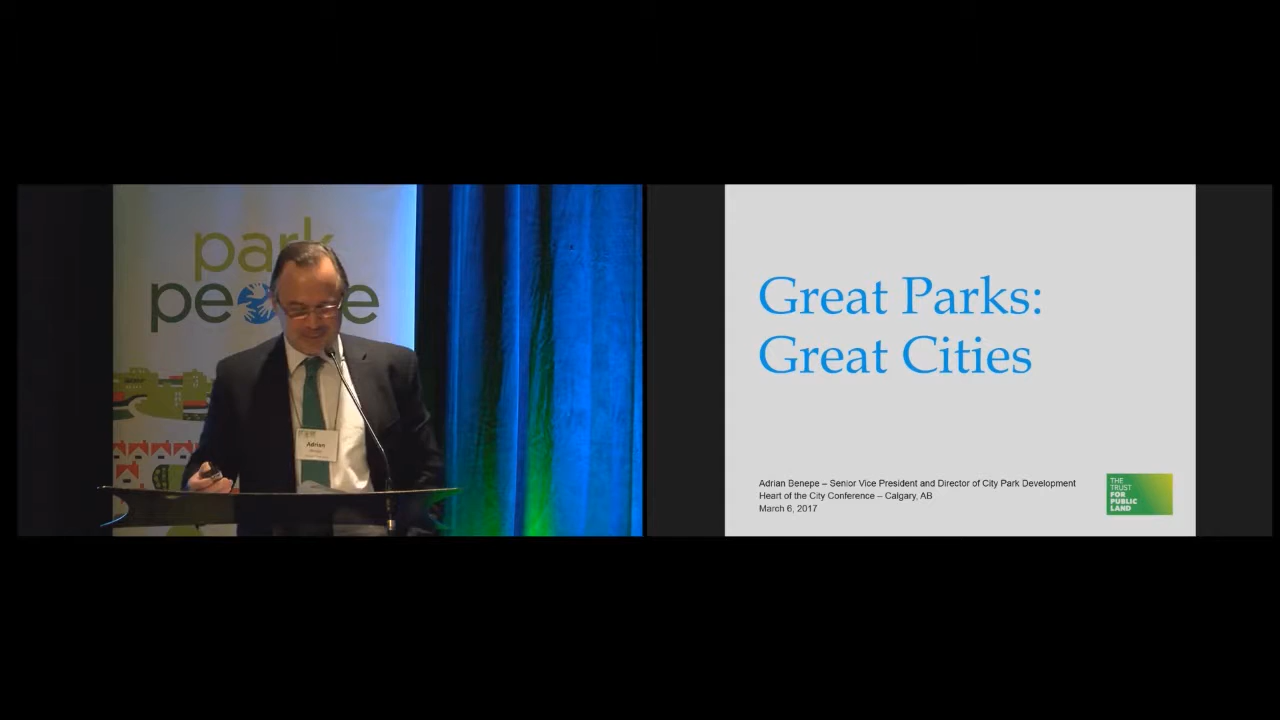 park
people
Adrian
Great Parks:
Great Cities
Adrian Benepe – Senior Vice President and Director of City Park Development
Heart of the City Conference – Calgary, AB
March 6, 2017
THE
TRUST
FOR
PUBLIC
LAND